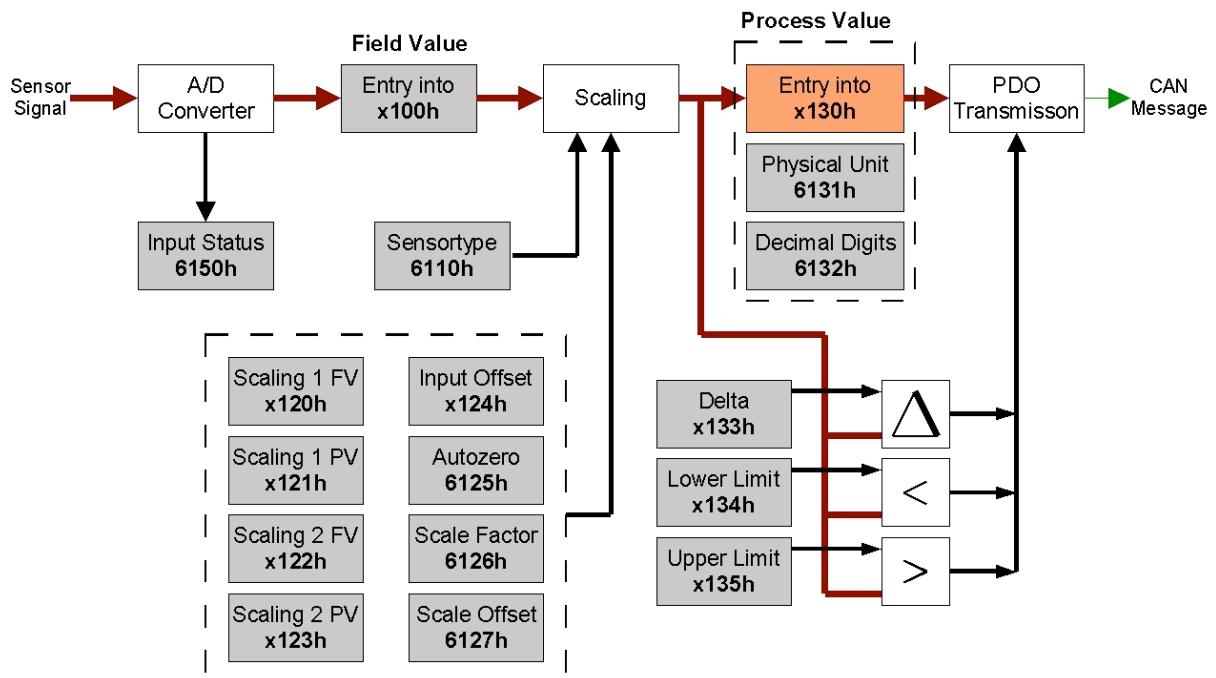 Process Value
Field Value
Sensor
Signal
A/D
Converter
Entry into
x100h
Scaling
Entry into
x130h
PDO
Transmisson
CAN
Message
Physical Unit
6131h
Input Status
6150h
Sensortype
6110h
Decimal Digits
6132h
Scaling 1 FV
x120h
Input Offset
x124h
Scaling 1 PV
x121h
Autozero
6125h
Scaling 2 FV
x122h
Scale Factor
6126h
Scaling 2 PV
x123h
Scale Offset
6127h
Delta
x133h
Lower Limit
x134h
<
Upper Limit
x135h
>